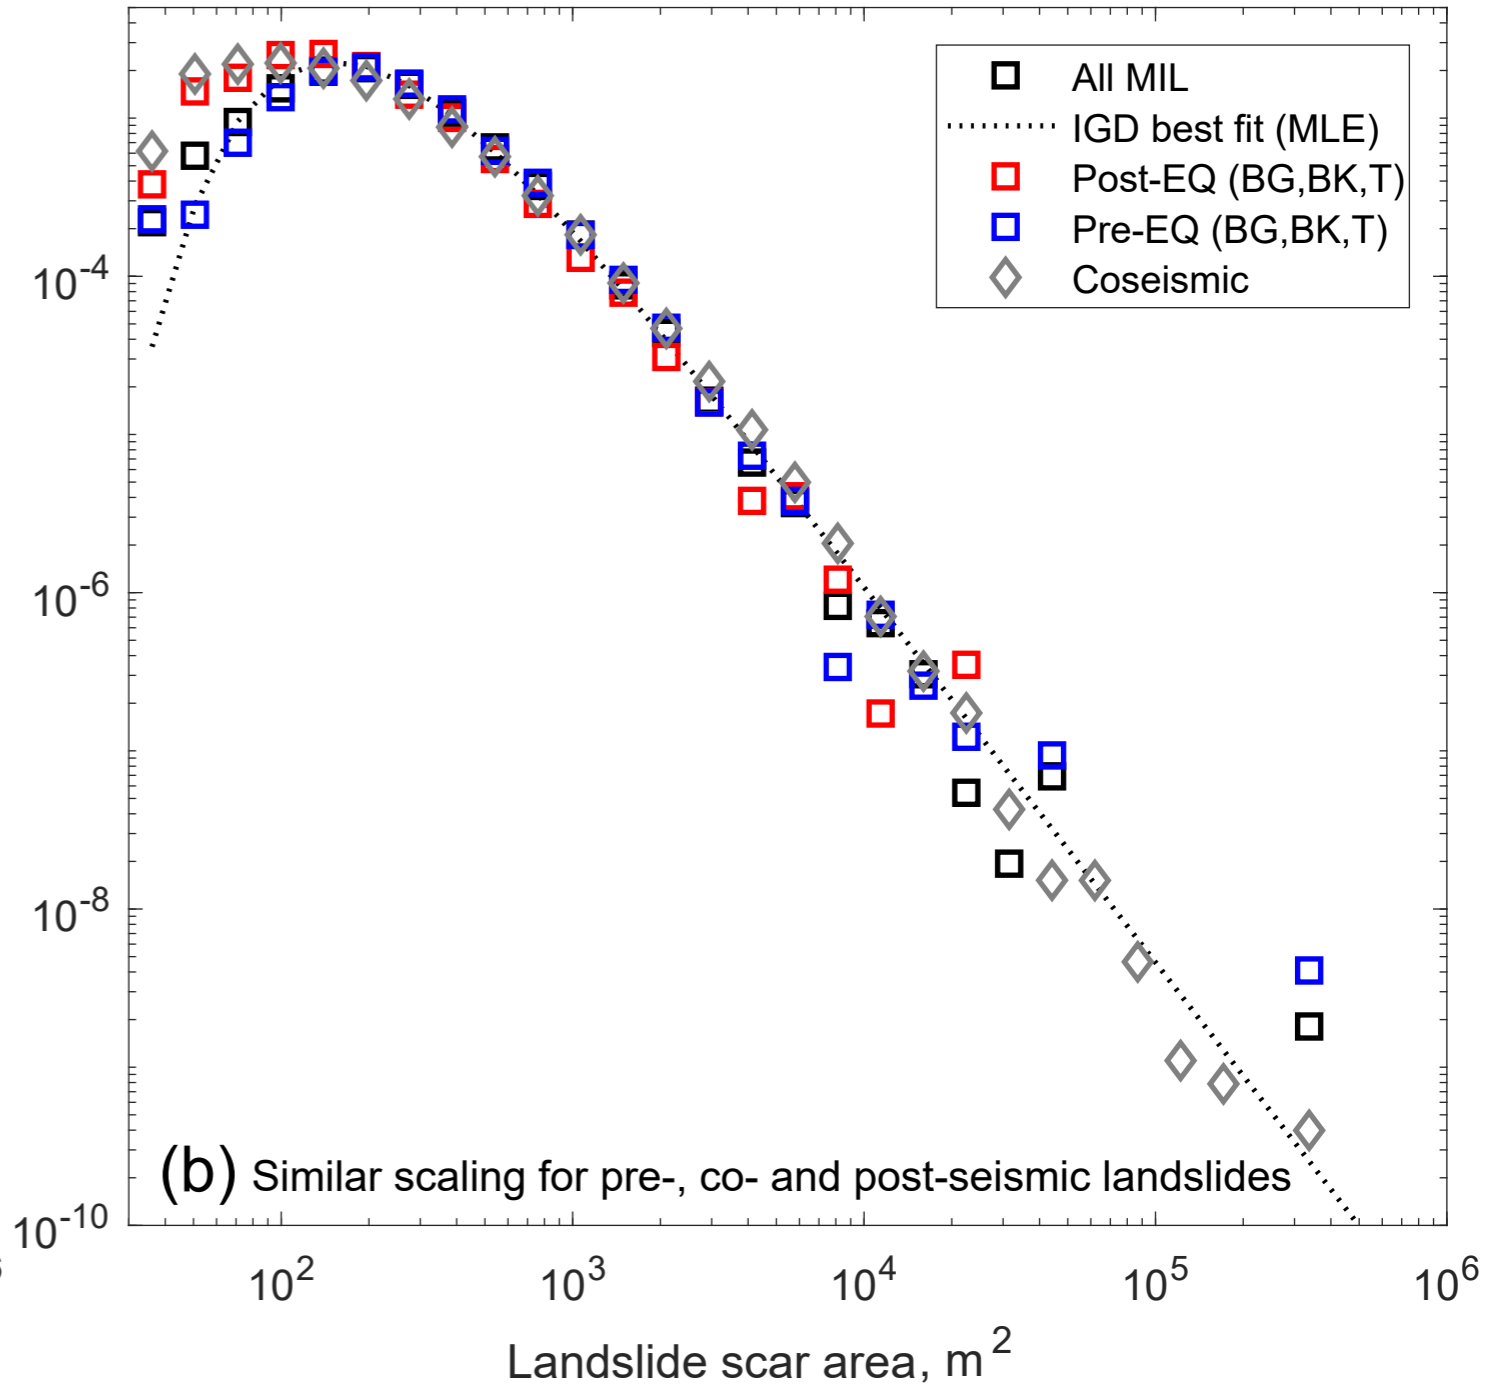 All MIL
IGD best fit (MLE)
Post-EQ (BG,BK,T)
Pre-EQ (BG,BK,T)
Coseismic
10-4
10-6
10-8
10-10
(b) Similar scaling for pre-, co- and post-seismic landslides
102 103 104 105 106
Landslide scar area, m2